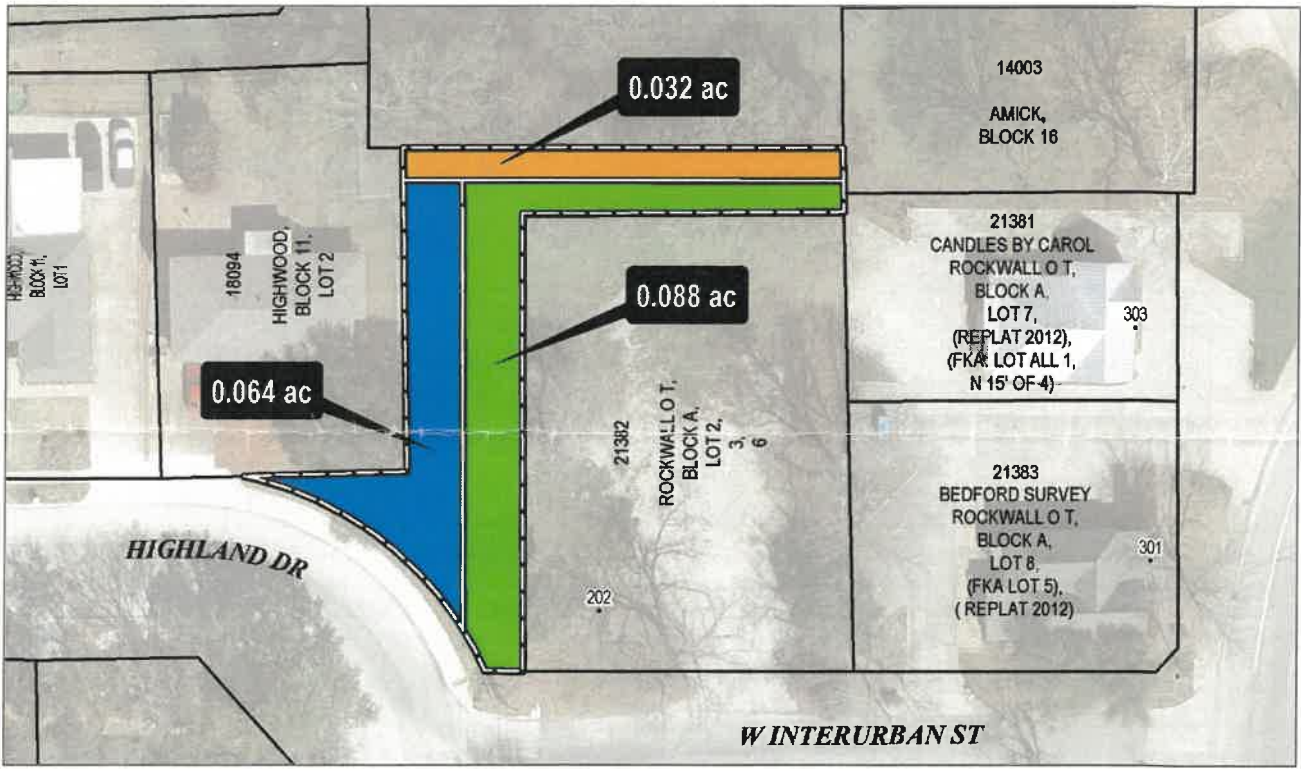 0.032 ac
14003
AMICK,
BLOCK 16
HIGHWOOD,
BLOCK 11,
LOT 1
18094
HIGHWOOD,
BLOCK 11,
LOT 2
0.088 ac
0.064 ac
21381
CANDLES BY CAROL
ROCKWALL O T,
BLOCK A,
LOT 7,
(REPLAT 2012),
(FKA: LOT ALL 1,
N 15' OF 4)
303
21382
ROCKWALL O T,
BLOCK A,
LOT 2,
3,
6
21383
BEDFORD SURVEY
ROCKWALL O T,
BLOCK A,
LOT 8,
(FKA LOT 5),
( REPLAT 2012)
301
202
HIGHLAND DR
W INTERURBAN ST